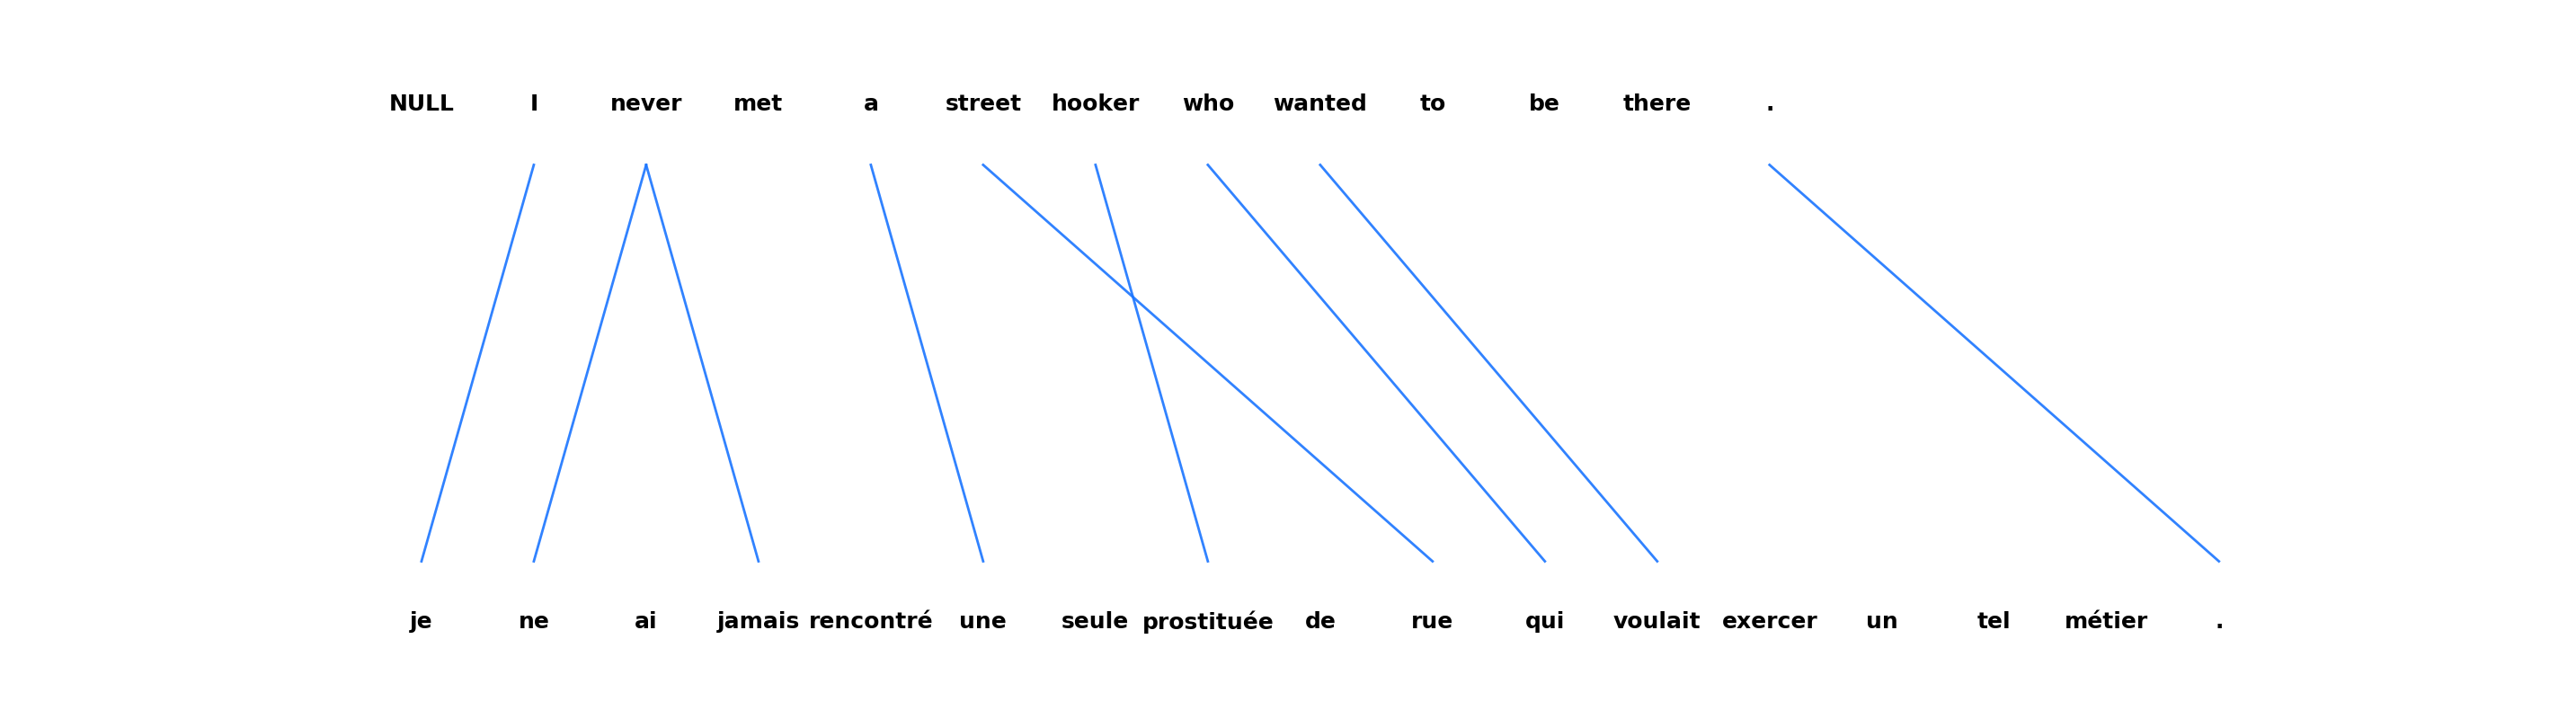 NULL I never met a street hooker who wanted to be there .
je ne ai jamais rencontré une seule prostituée de rue qui voulait exercer un tel métier .